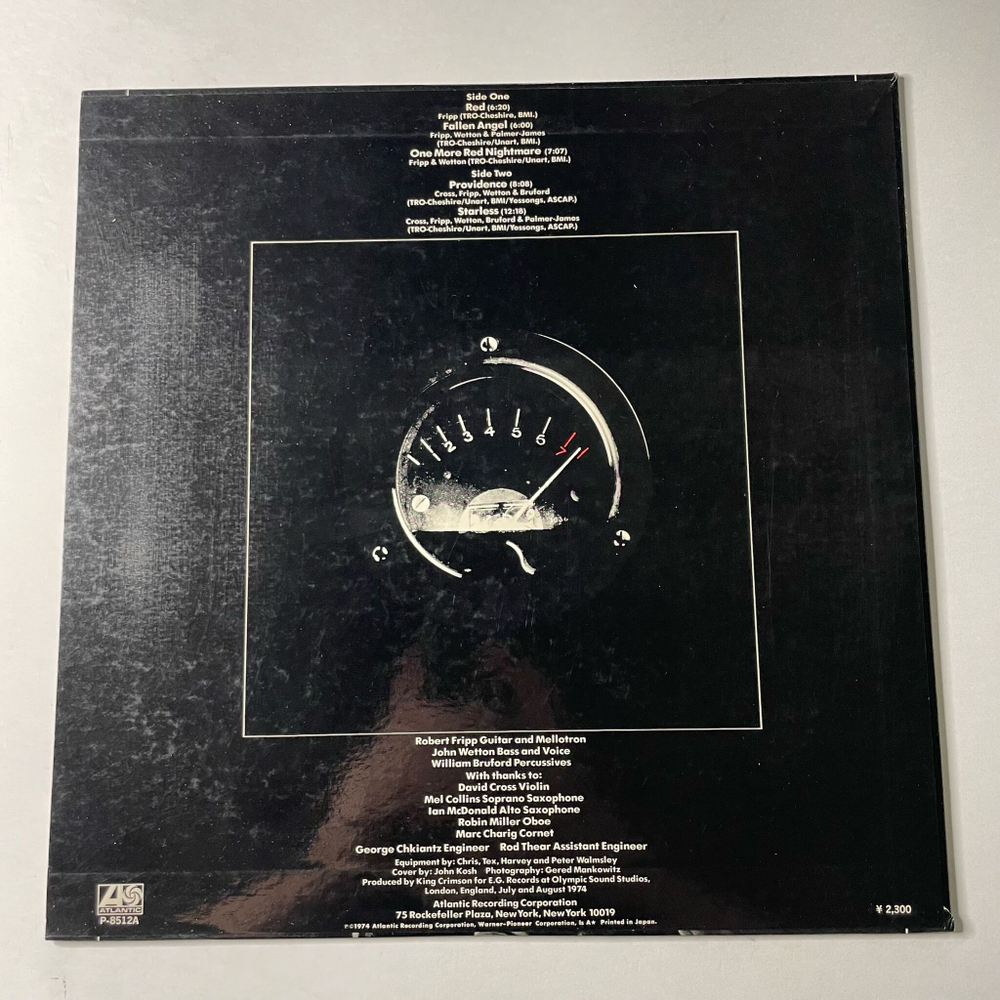 Side One
Red (6:20)
Fripp (TRO-Cheshire, BMI.)
Fallen Angel (6:00)
Fripp, Wetton & Palmer-James
(TRO-Cheshire/Unart, BMI.)
One More Red Nightmare (7:07)
Fripp & Wetton (TRO-Cheshire/Unart, BMI.)
Side Two
Providence (8:08)
Cross, Fripp, Wetton & Bruford
(TRO-Cheshire/Unart, BMI/Yessongs, ASCAP.)
Starless (12:18)
Cross, Fripp, Wetton, Bruford & Palmer-James
(TRO-Cheshire/Unart, BMI/Yessongs, ASCAP.)
2 3 4 5 6 7
Robert Fripp Guitar and Mellotron
John Wetton Bass and Voice
William Bruford Percussives
With thanks to:
David Cross Violin
Mel Collins Soprano Saxophone
Ian McDonald Alto Saxophone
Robin Miller Oboe
Marc Charig Cornet
George Chkiantz Engineer Rod Thear Assistant Engineer
Equipment by: Chris, Tex, Harvey and Peter Walmsley
Cover by: John Kosh Photography: Gered Mankowitz
Produced by King Crimson for E.G. Records at Olympic Sound Studios,
London, England, July and August 1974
Atlantic Recording Corporation
75 Rockefeller Plaza, New York, New York 10019
P©1974 Atlantic Recording Corporation, Warner-Pioneer Corporation, Is A★ Printed in Japan.
ATLANTIC
P-8512A
¥ 2,300